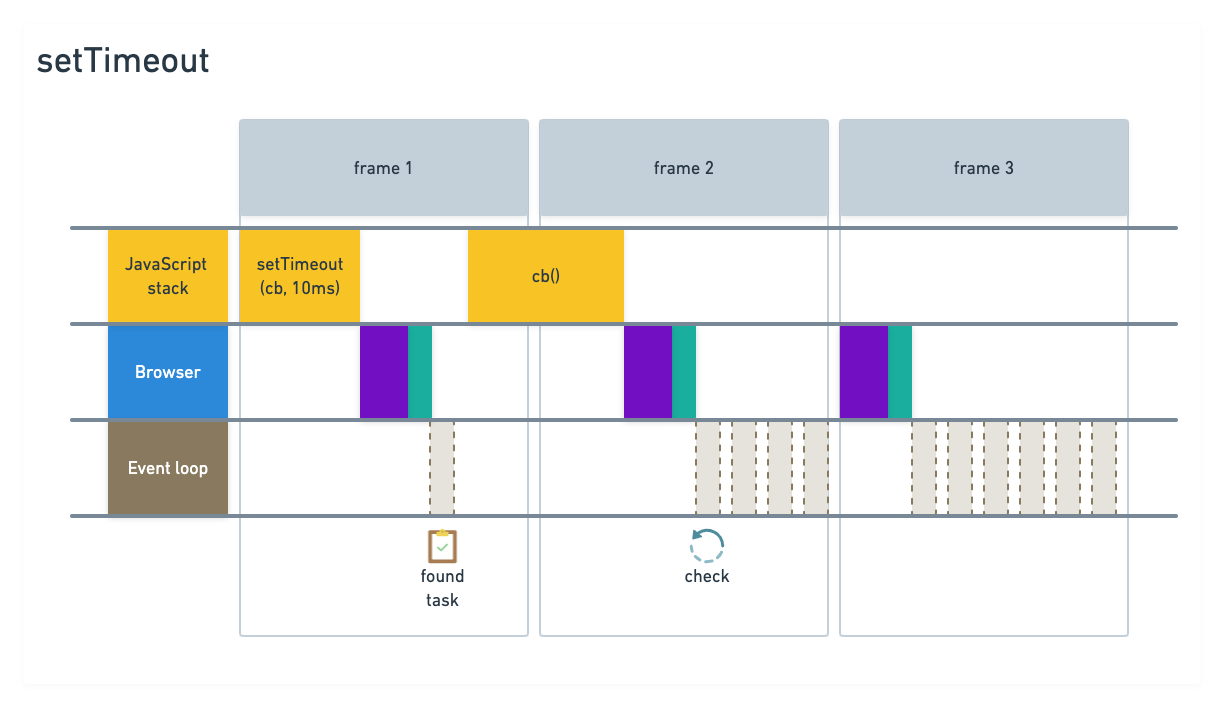 setTimeout
frame 1
frame 2
frame 3
JavaScript
stack
setTimeout
(cb, 10ms)
cb()
Browser
Event loop
found
task
check